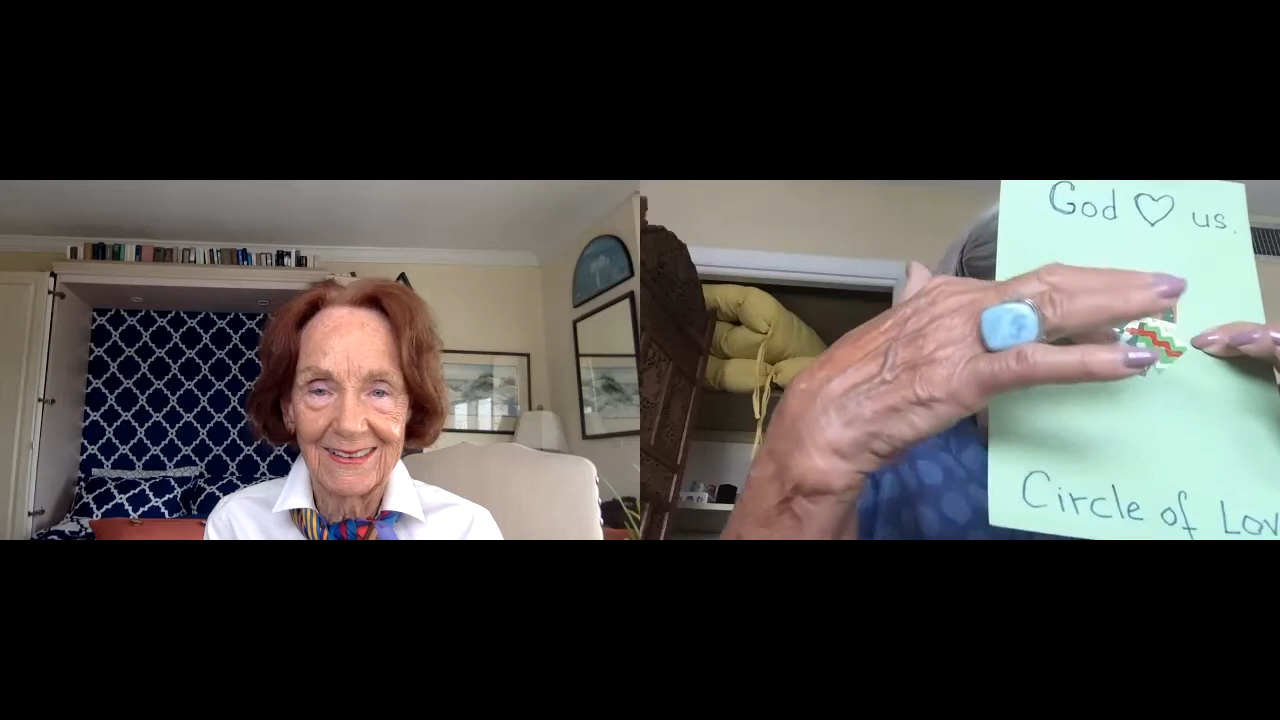 God ♡ us.
Circle of Lov